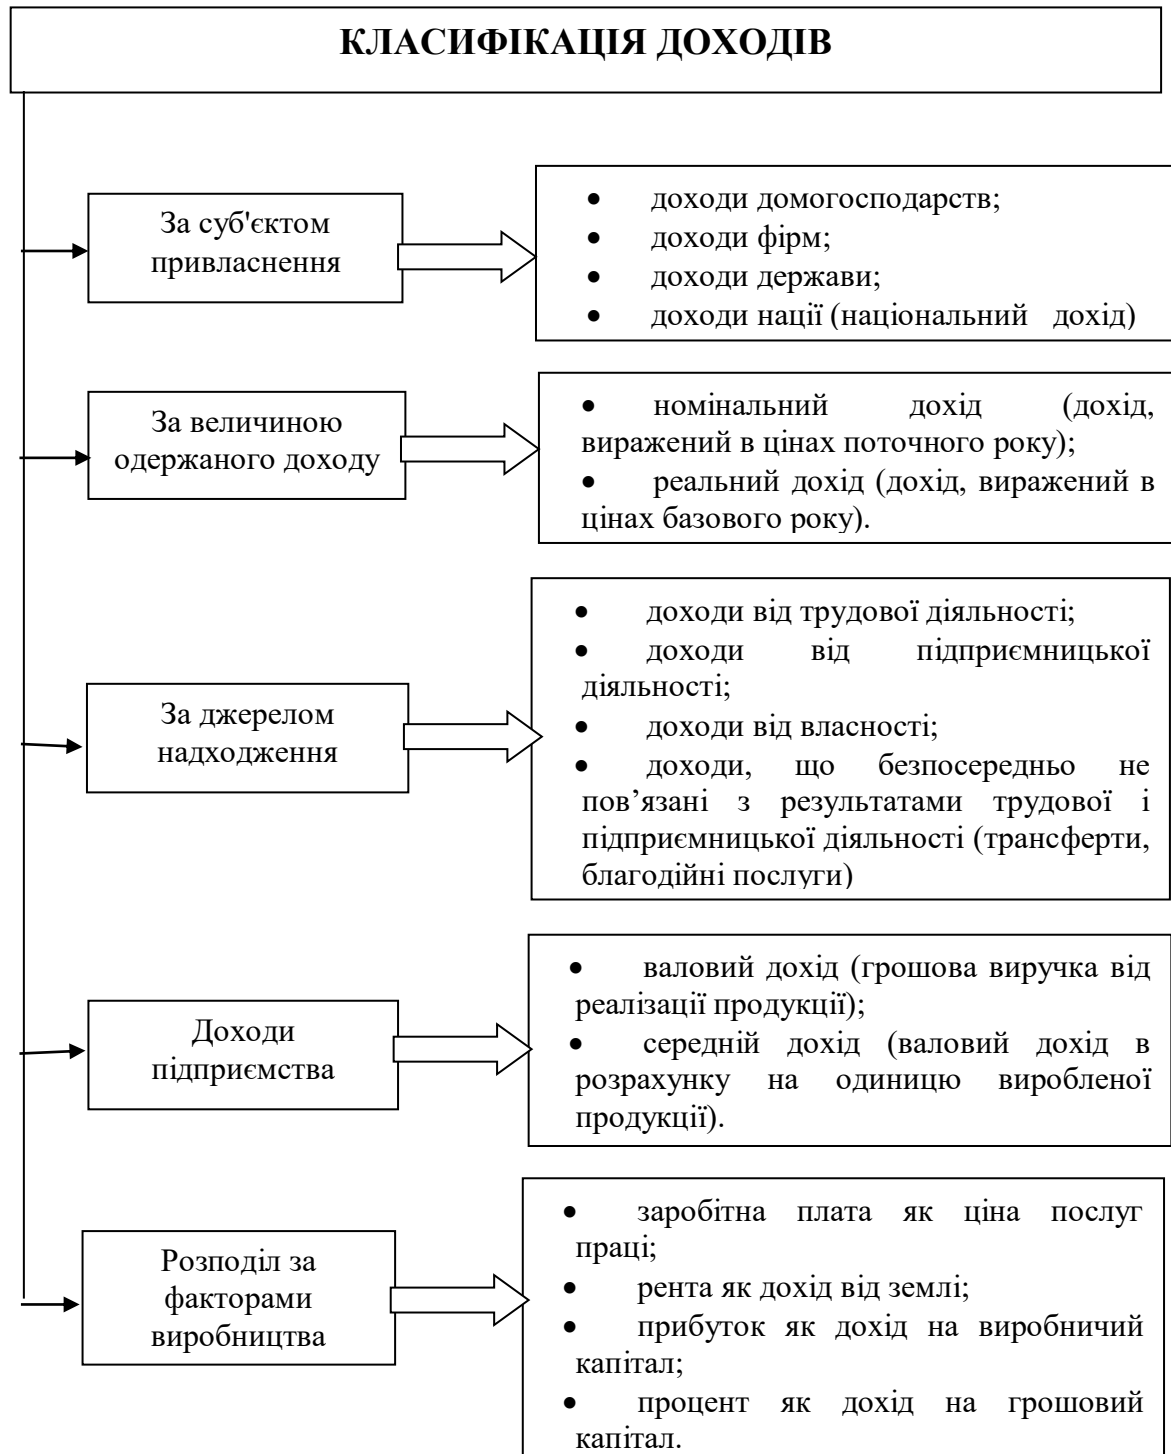 КЛАСИФІКАЦІЯ ДОХОДІВ
За суб'єктом
привласнення
• доходи домогосподарств;
• доходи фірм;
• доходи держави;
• доходи нації (національний дохід)
За величиною
одержаного доходу
• номінальний дохід (дохід,
виражений в цінах поточного року);
• реальний дохід (дохід, виражений в
цінах базового року).
За джерелом
надходження
• доходи від трудової діяльності;
• доходи від підприємницької
діяльності;
• доходи від власності;
• доходи, що безпосередньо не
пов’язані з результатами трудової і
підприємницької діяльності (трансферти,
благодійні послуги)
Доходи
підприємства
• валовий дохід (грошова виручка від
реалізації продукції);
• середній дохід (валовий дохід в
розрахунку на одиницю виробленої
продукції).
Розподіл за
факторами
виробництва
• заробітна плата як ціна послуг
праці;
• рента як дохід від землі;
• прибуток як дохід на виробничий
капітал;
• процент як дохід на грошовий
капітал.